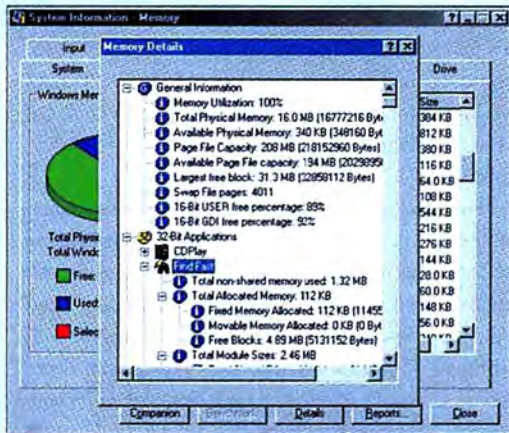 System Information - Memory
Input
System
Drive
Windows Mem
Total Physi
Total Windo
Free:
Used:
Selec
Memory Details
General Information
Memory Utilization: 100%
Total Physical Memory: 16.0 MB (16777216 Byt
Available Physical Memory: 340 KB (348160 Byt
Page File Capacity: 208 MB (218152960 Bytes)
Available Page File capacity: 194 MB (20298950
Largest free block: 31.3 MB (32858112 Bytes)
Swap File pages: 4011
16-Bit USER free percentage: 89%
16-Bit GDI free percentage: 92%
32-Bit Applications
CDPlay
Find Fast
Total non-shared memory used: 1.32 MB
Total Allocated Memory: 112 KB
Fixed Memory Allocated: 112 KB (11455
Movable Memory Allocated: 0 KB (0 Byt
Free Blocks: 4.89 MB (5131152 Bytes)
Total Module Sizes: 2.46 MB
Size
384 KB
812 KB
380 KB
116 KB
64.0 KB
108 KB
544 KB
216 KB
276 KB
144 KB
28.0 KB
60.0 KB
148 KB
56.0 KB
Companion
Details
Reports...
Close